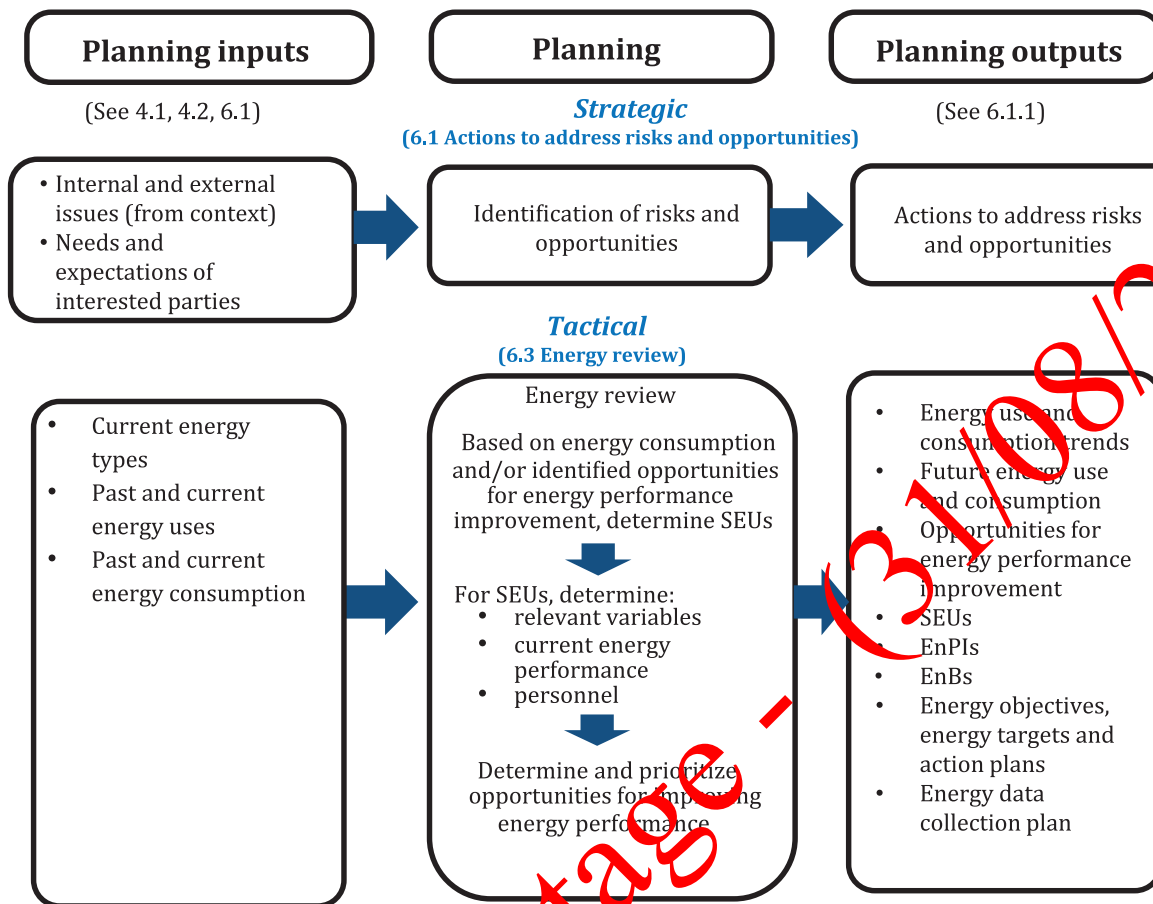 Planning inputs
(See 4.1, 4.2, 6.1)
Planning
Planning outputs
(See 6.1.1)
Strategic
(6.1 Actions to address risks and opportunities)
• Internal and external
issues (from context)
• Needs and
expectations of
interested parties
Identification of risks and
opportunities
Actions to address risks
and opportunities
Tactical
(6.3 Energy review)
• Current energy
types
• Past and current
energy uses
• Past and current
energy consumption
Energy review
Based on energy consumption
and/or identified opportunities
for energy performance
improvement, determine SEUs
For SEUs, determine:
• relevant variables
• current energy
performance
• personnel
Determine and prioritize
opportunities for improving
energy performance
• Energy use and
consumption trends
• Future energy use
and consumption
• Opportunities for
energy performance
improvement
• SEUs
• EnPIs
• EnBs
• Energy objectives,
energy targets and
action plans
• Energy data
collection plan
tage - (31/08/2